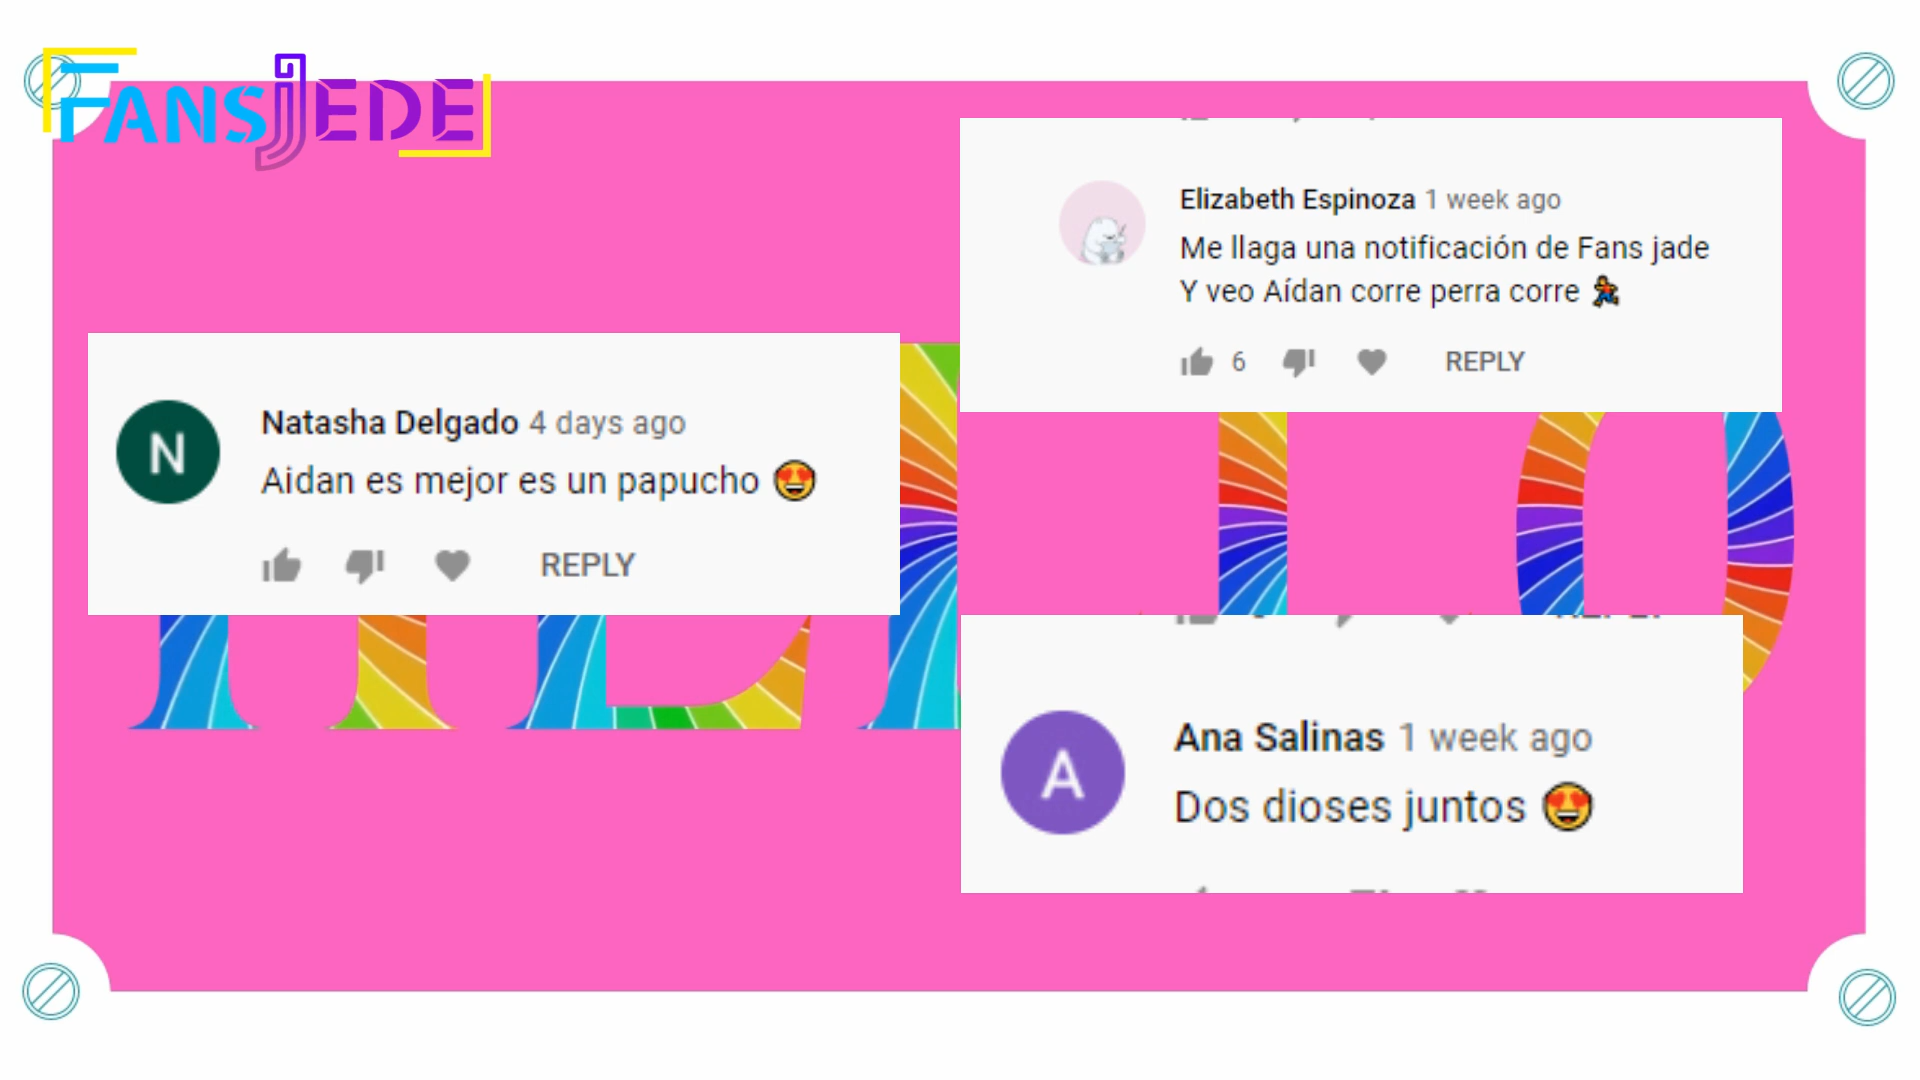 FANSJEDE
Elizabeth Espinoza 1 week ago
Me llaga una notificación de Fans jade
Y veo Aídan corre perra corre
6 REPLY
Natasha Delgado 4 days ago
Aidan es mejor es un papucho
REPLY
Ana Salinas 1 week ago
Dos dioses juntos